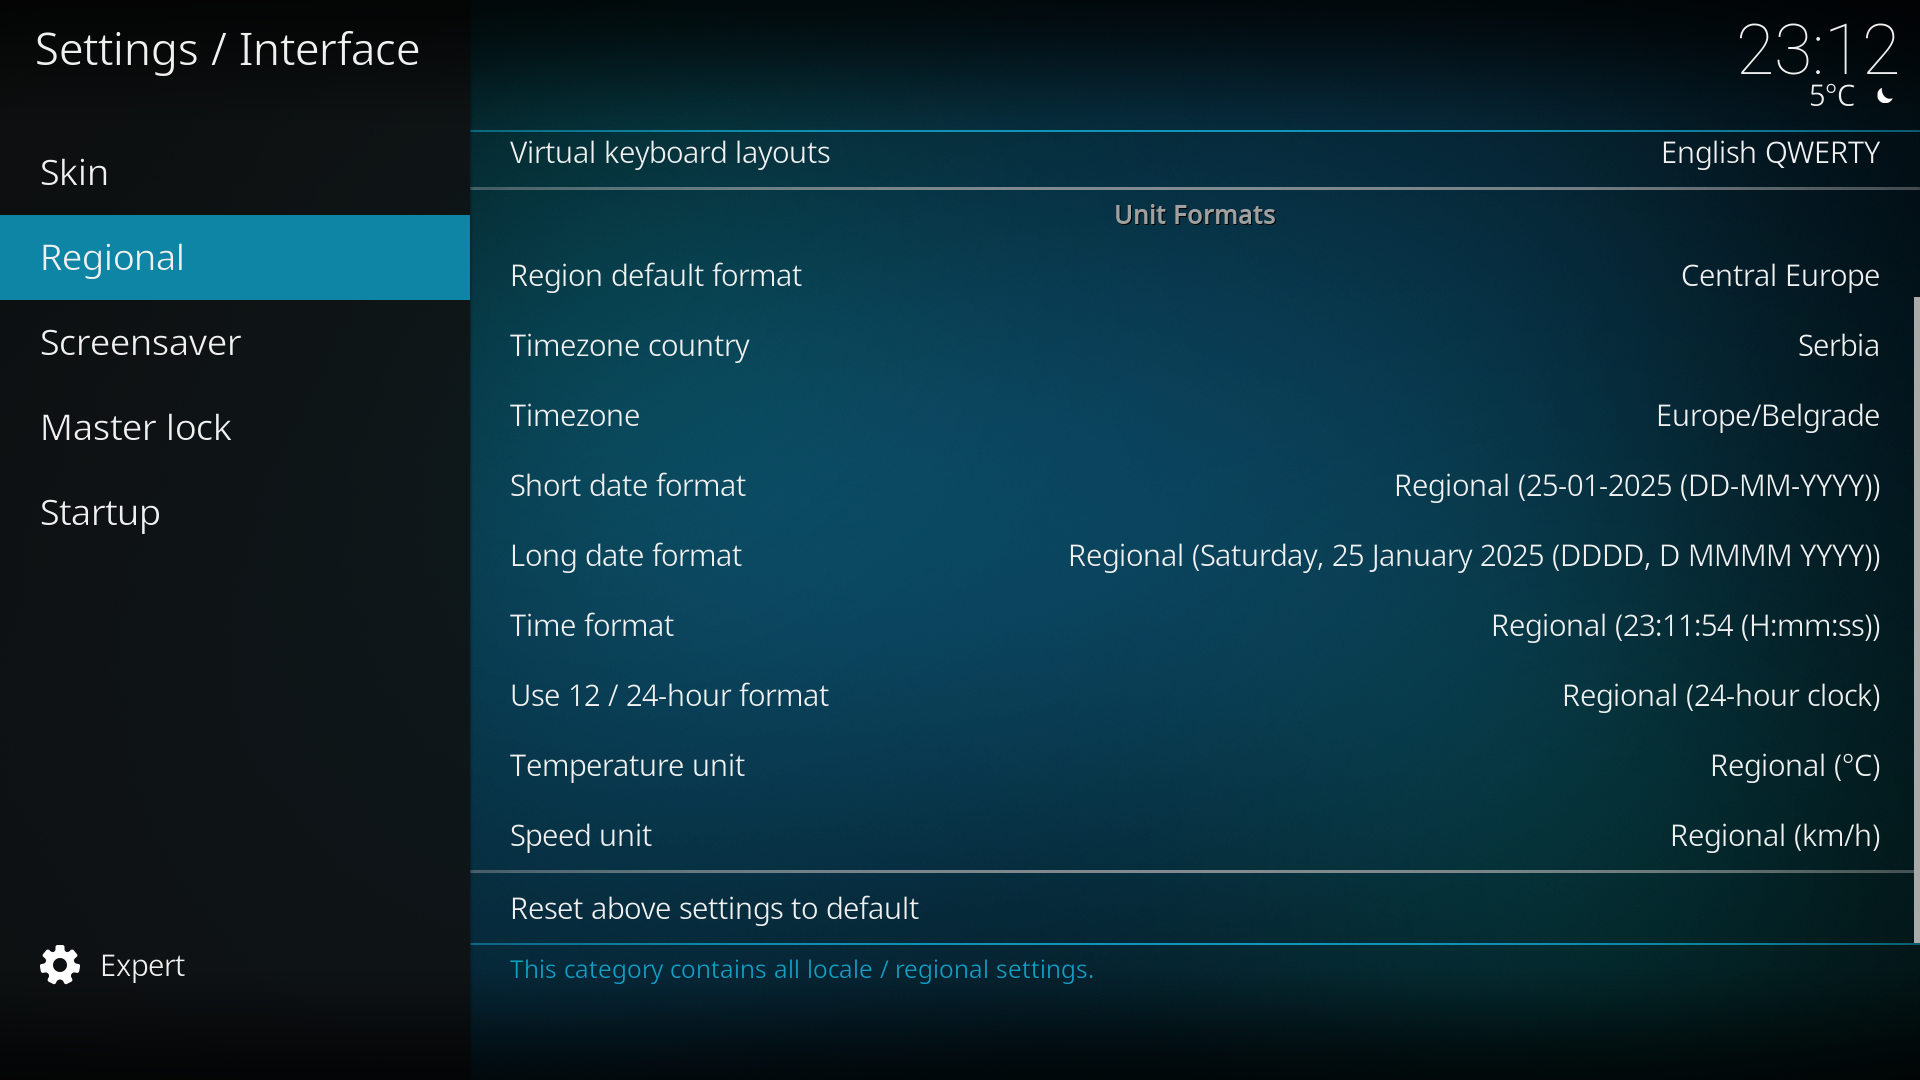 Settings / Interface
23:12
5°C
Skin
Regional
Screensaver
Master lock
Startup
Expert
Virtual keyboard layouts English QWERTY
Unit Formats
Region default format Central Europe
Timezone country Serbia
Timezone Europe/Belgrade
Short date format Regional (25-01-2025 (DD-MM-YYYY))
Long date format Regional (Saturday, 25 January 2025 (DDDD, D MMMM YYYY))
Time format Regional (23:11:54 (H:mm:ss))
Use 12 / 24-hour format Regional (24-hour clock)
Temperature unit Regional (°C)
Speed unit Regional (km/h)
Reset above settings to default
This category contains all locale / regional settings.